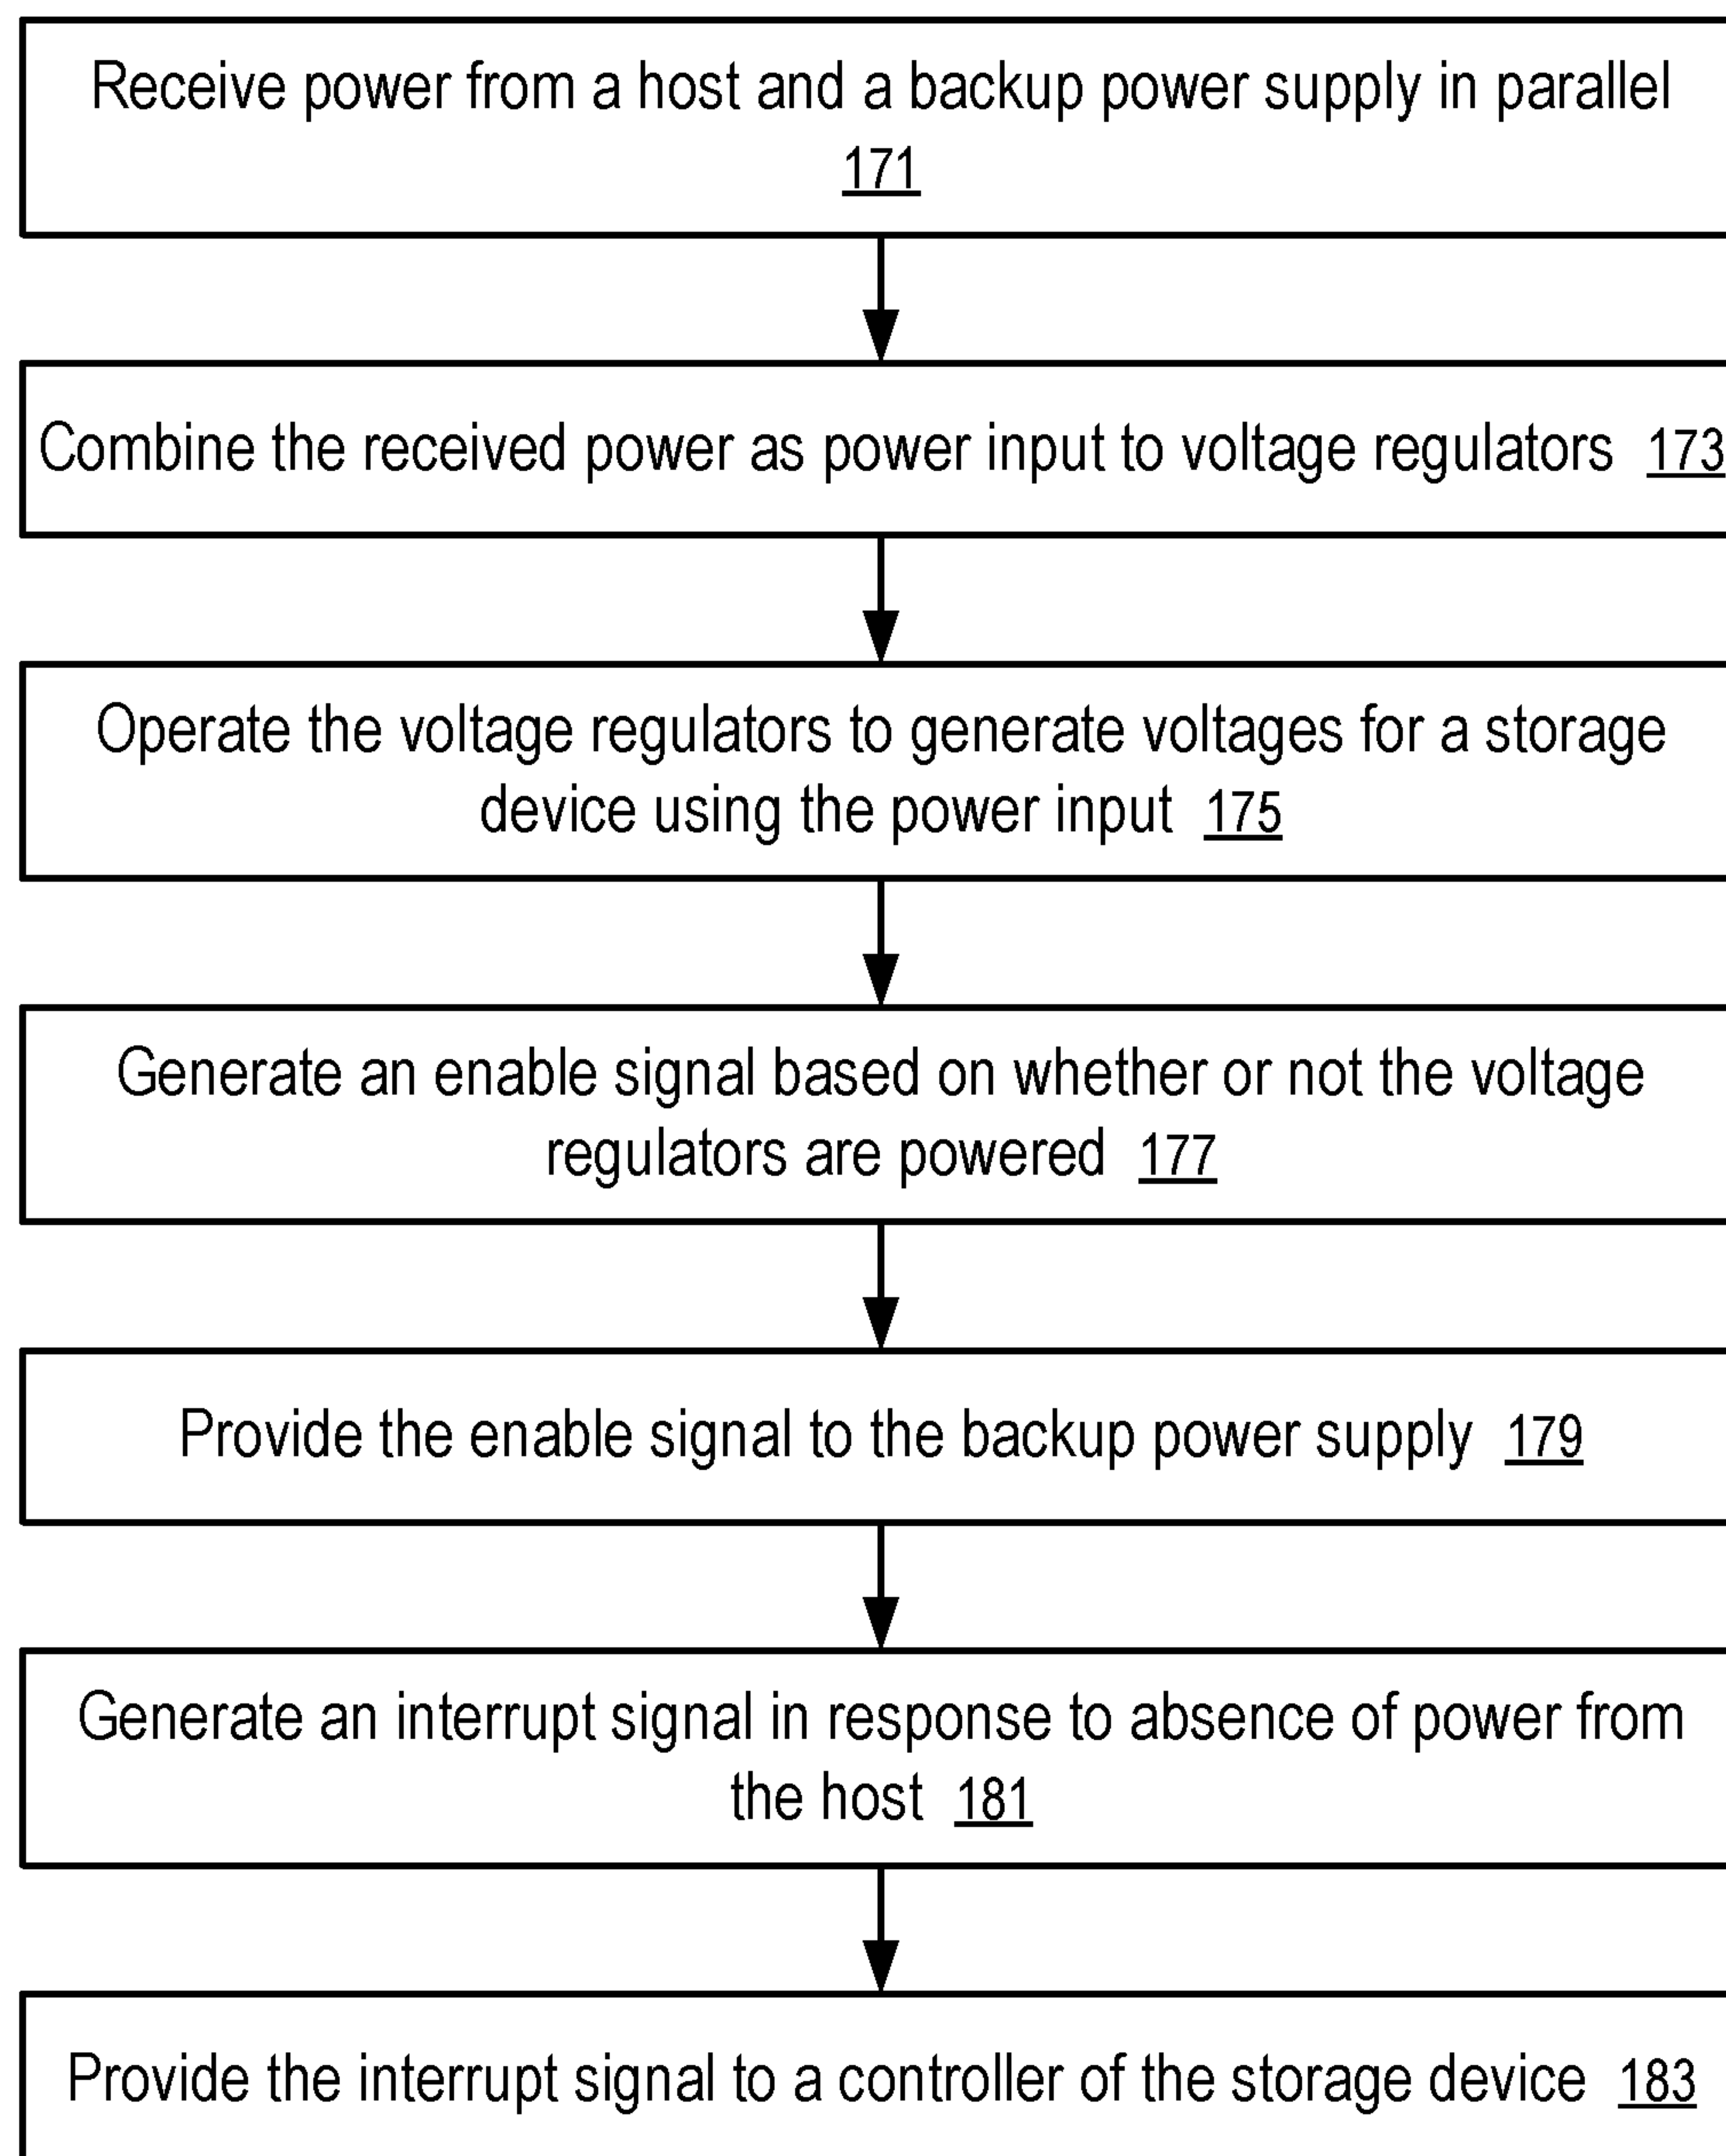 Receive power from a host and a backup power supply in parallel
171
Combine the received power as power input to voltage regulators 173
Operate the voltage regulators to generate voltages for a storage
device using the power input 175
Generate an enable signal based on whether or not the voltage
regulators are powered 177
Provide the enable signal to the backup power supply 179
Generate an interrupt signal in response to absence of power from
the host 181
Provide the interrupt signal to a controller of the storage device 183